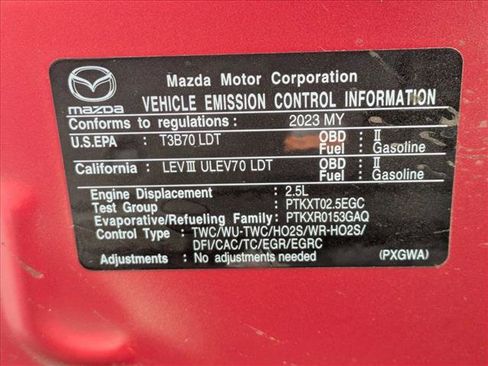 Mazda Motor Corporation
mazda VEHICLE EMISSION CONTROL INFORMATION
Conforms to regulations : 2023 MY
U.S.EPA : T3B70 LDT OBD : II
Fuel : Gasoline
California : LEVⅢ ULEV70 LDT OBD : II
Fuel : Gasoline
Engine Displacement : 2.5L
Test Group : PTKXT02.5EGC
Evaporative/Refueling Family: PTKXR0153GAQ
Control Type : TWC/WU-TWC/HO2S/WR-HO2S/
DFI/CAC/TC/EGR/EGRC
Adjustments : No adjustments needed (PXGWA)